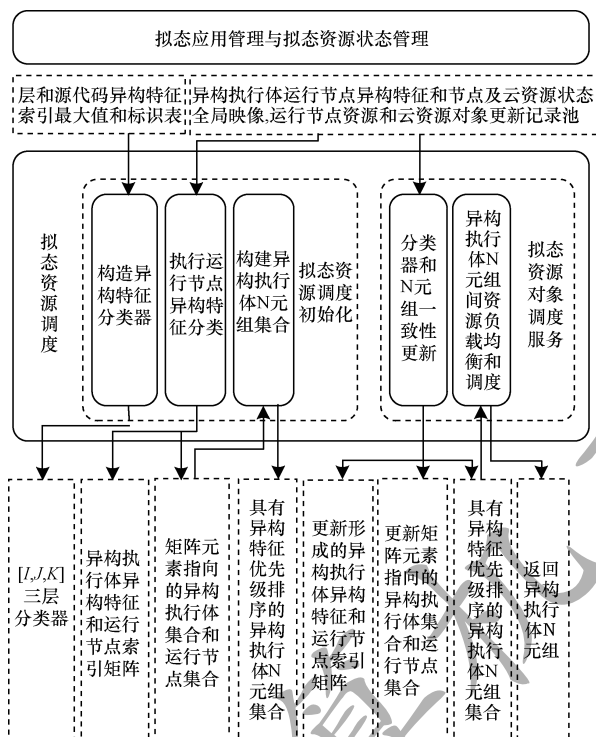 拟态应用管理与拟态资源状态管理
层和源代码异构特征
索引最大值和标识表
异构执行体运行节点异构特征和节点及云资源状态
全局映像,运行节点资源和云资源对象更新记录池
拟
态
资
源
调
度
构造异
构特征
分类器
执行运
行节点
异构特
征分类
构建异
构执行
体N元
组集合
拟态资
源调度
初始化
分类
器和
N元
组一
致性
更新
异构
执行
体N
元组
间资
源负
载均
衡和
调度
拟态
资源
对象
调度
服务
[I,J,K]
三层
分类器
异构执
行体异
构特征
和运行
节点索
引矩阵
矩阵元
素指向
的异构
执行体
集合和
运行节
点集合
具有
异构
特征
优先
级排
序的
异构
执行
体N
元组
集合
更新形
成的异
构执行
体异构
特征和
运行节
点索引
矩阵
更新矩
阵元素
指向的
异构执
行体集
合和运
行节点
集合
具有
异构
特征
优先
级排
序的
异构
执行
体N
元组
集合
返回
异构
执行
体N
元组